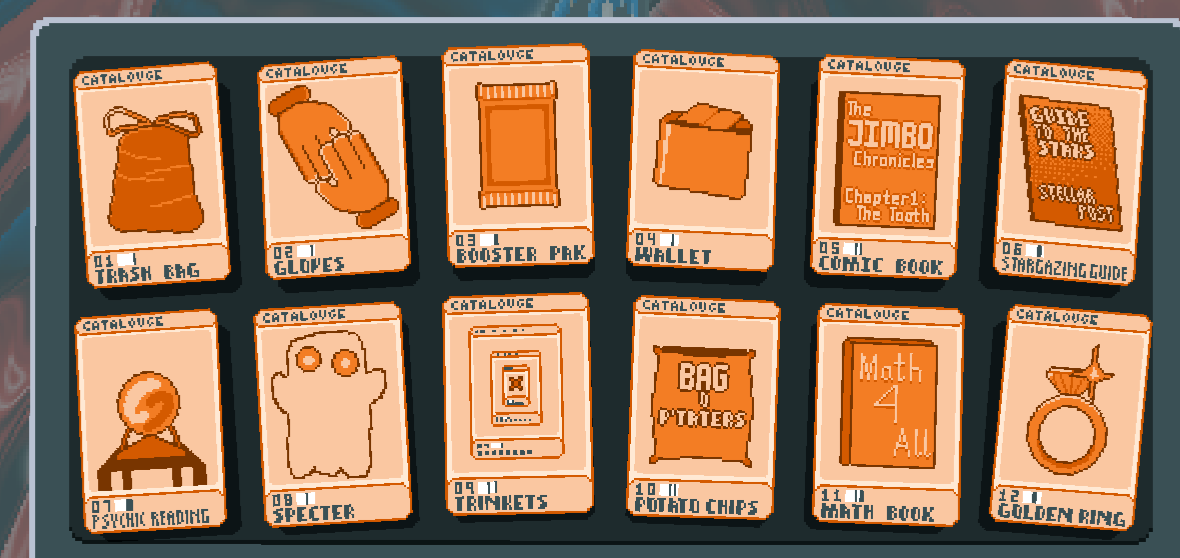 CATALOUGE
01
TRASH BAG
CATALOUGE
02
GLOVES
CATALOUGE
03
BOOSTER PAK
CATALOUGE
04
WALLET
CATALOUGE
The
JIMBO
Chronicles
Chapter1:
The Tooth
05
COMIC BOOK
CATALOUGE
GUIDE
TO THE
STARS
STELLAR
POST
06
STARGAZING GUIDE
CATALOUGE
07
PSYCHIC READING
CATALOUGE
08
SPECTER
CATALOUGE
09
TRINKETS
CATALOUGE
BAG
O
P'TATERS
10
POTATO CHIPS
CATALOUGE
Math
4
All
11
MATH BOOK
CATALOUGE
12
GOLDEN RING